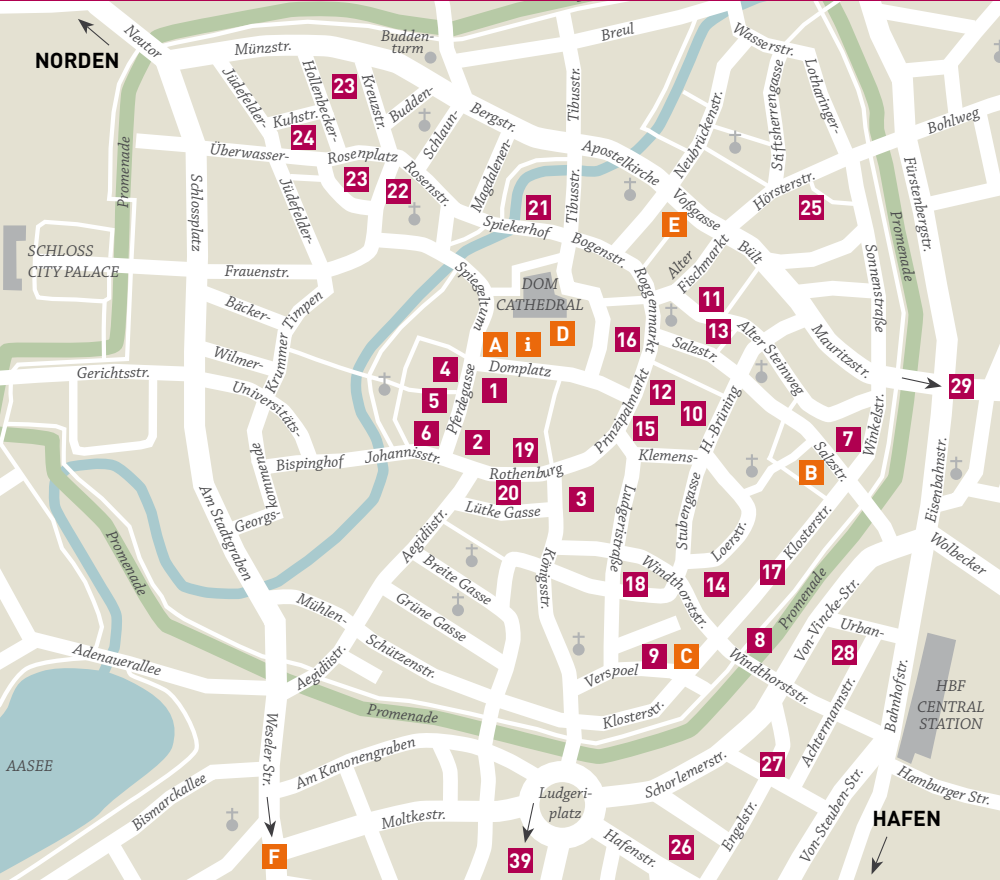 NORDEN
Neutor
Münzstr.
Budden-
turm
Breul
Wasserstr.
Jüdefelder-
Hollenbecker-
23
Kreuzstr.
Budden-
Tibusstr.
Stiftsherrengasse
Lotharinger-
Kuhstr.
24
Schlaun-
Bergstr.
Neubrückenstr.
Bohlweg
Promenade
Überwasser-
Rosenplatz
Magdalenen-
Apostelkirche
Schlossplatz
Jüdefelder-
23
22
Rosenstr.
Tibusstr.
Voßgasse
Hörsterstr.
Fürstenbergstr.
21
25
Spiekerhof
E
Promenade
SCHLOSS
CITY PALACE
Bogenstr.
Bült
Frauenstr.
Spiegelturm
DOM
CATHEDRAL
Roggenmarkt
Alter
Fischmarkt
Sonnenstraße
Bäcker-
Timpen
11
Krummer
A
i
D
16
13
Salzstr.
Alter Steinweg
Mauritzstr.
Wilmer-
Gerichtsstr.
4
Domplatz
29
Universitäts-
5
1
Pferdegasse
12
10
Prinzipalmarkt
H.-Brüning
Winkelstr.
6
2
15
7
Bispinghof
Johannisstr.
19
Klemens-
Salzstr.
B
kommende
Georgs-
Rothenburg
20
3
Lütke Gasse
Ludgeristraße
Stubengasse
Eisenbahnstr.
Am Stadtgraben
Aegidiistr.
Loerstr.
Klosterstr.
Promenade
Breite Gasse
Königsstr.
Windthorststr.
Wolbecker
17
18
14
Promenade
Mühlen-
Grüne Gasse
Von-Vincke-Str.
Urban-
8
28
Adenauerallee
Aegidiistr.
Schützenstr.
9
C
Verspoel
Windthorststr.
Achtermannstr.
Bahnhofstr.
HBF
CENTRAL
STATION
Promenade
Klosterstr.
Weseler Str.
AASEE
Am Kanonengraben
27
Schorlemerstr.
Hamburger Str.
Bismarckallee
Ludgeri-
platz
Moltkestr.
Engelstr.
Von-Steuben-Str.
HAFEN
F
39
Hafenstr.
26